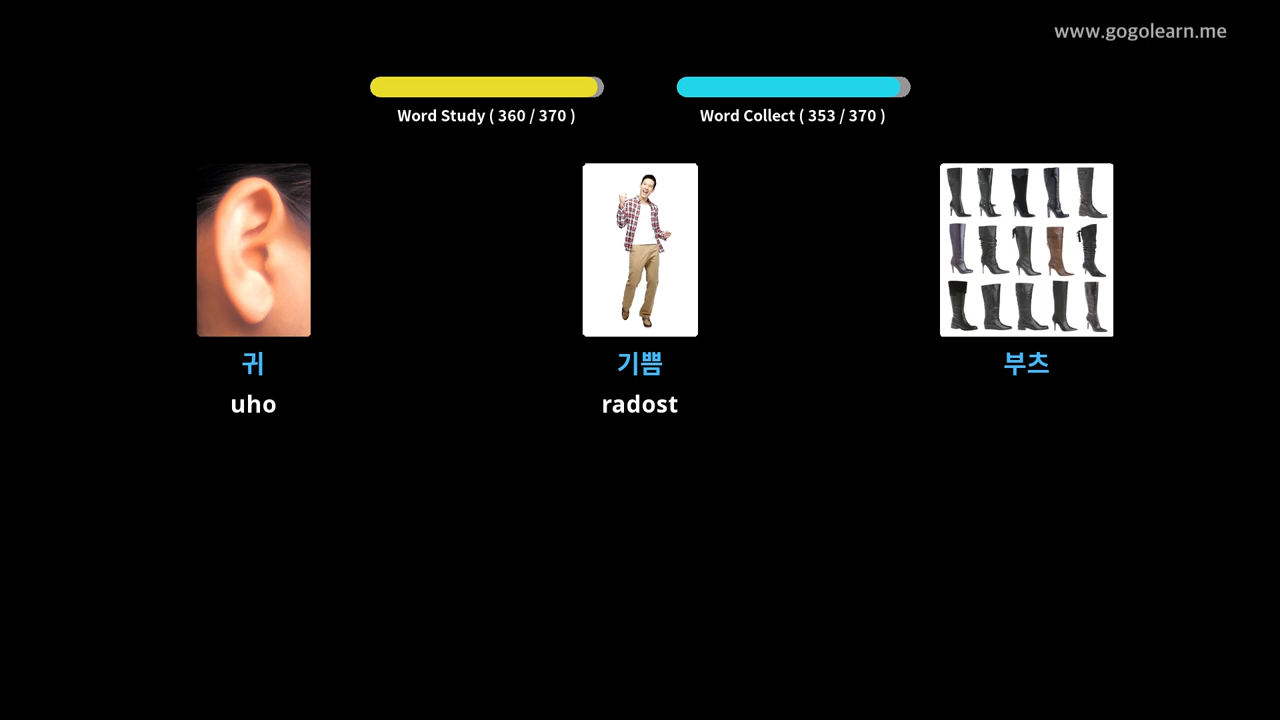 www.gogolearn.me
Word Study ( 360 / 370 )
Word Collect ( 353 / 370 )
귀
기쁨
부츠
uho
radost